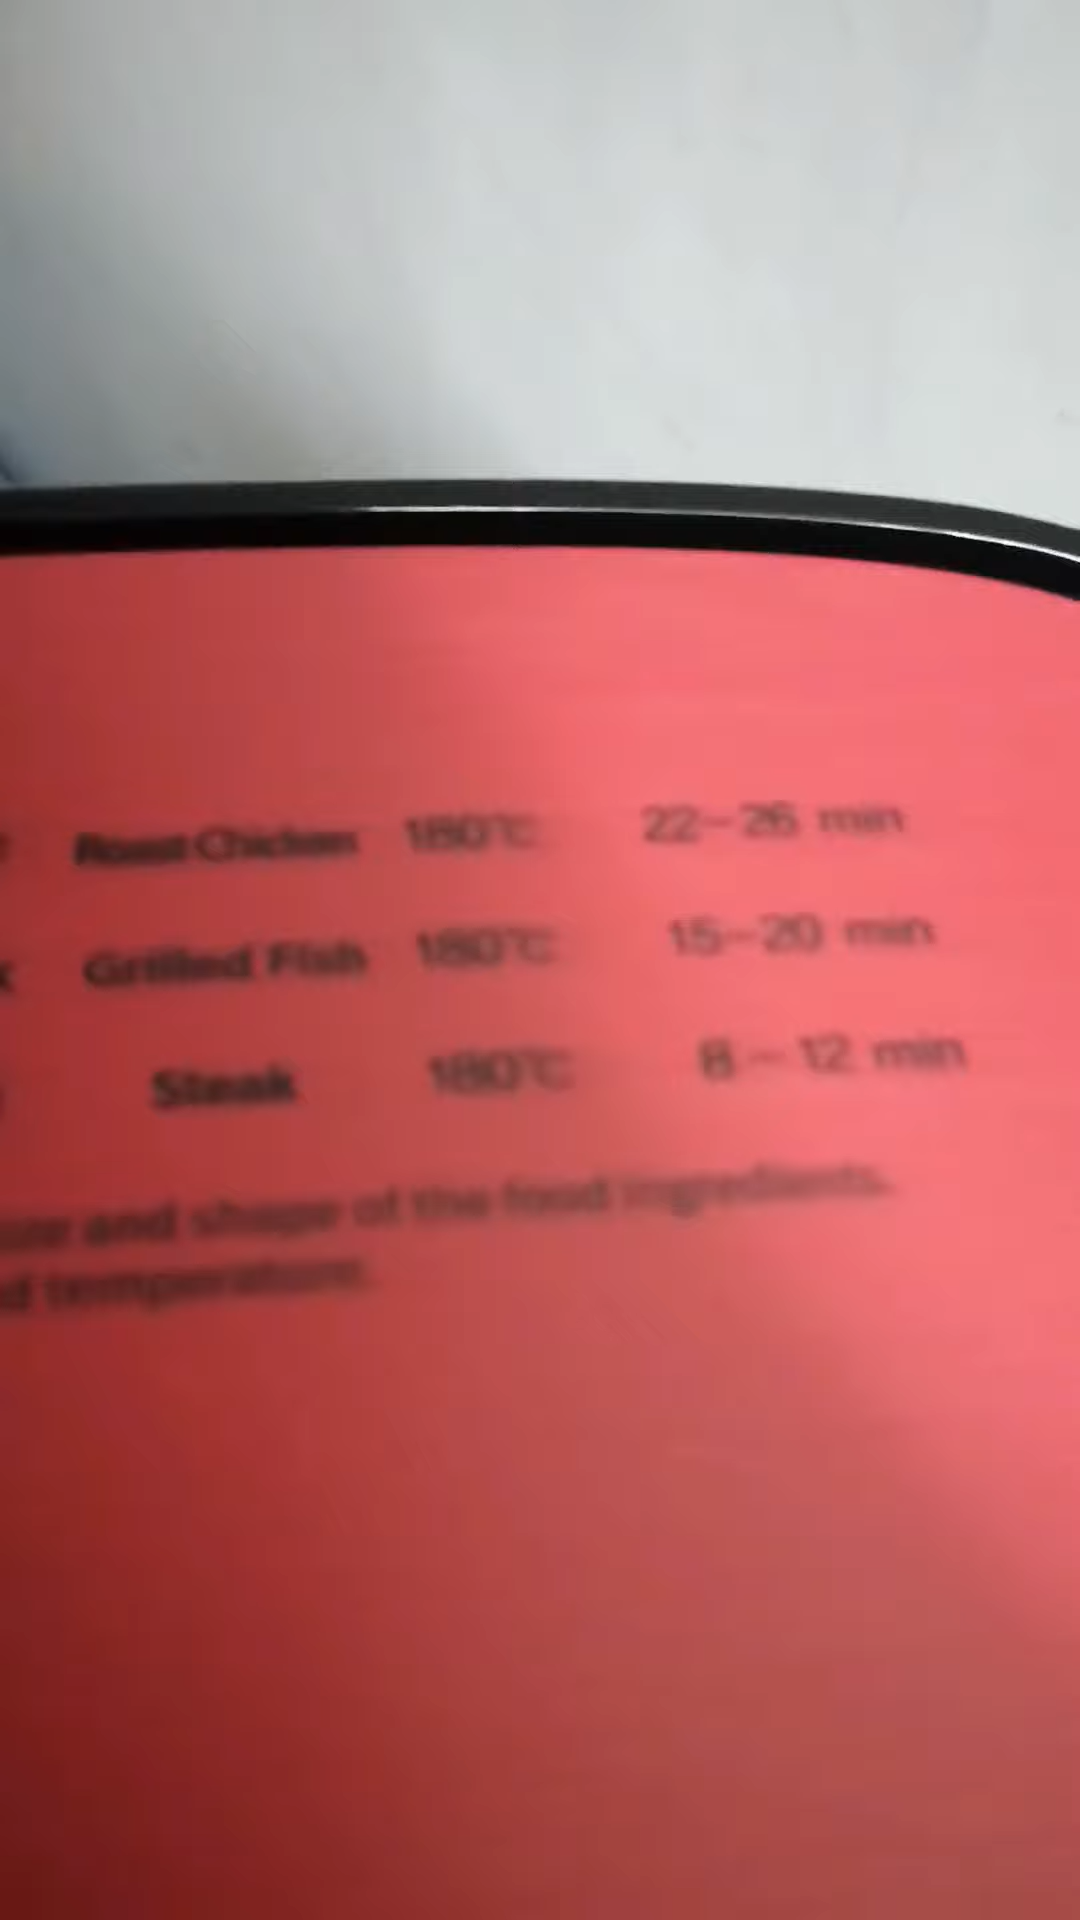 Roast Chicken 180℃ 22-26 min
Grilled Fish 180℃ 15-20 min
Steak 180℃ 8-12 min
and shape of the food ingredients.
temperature.